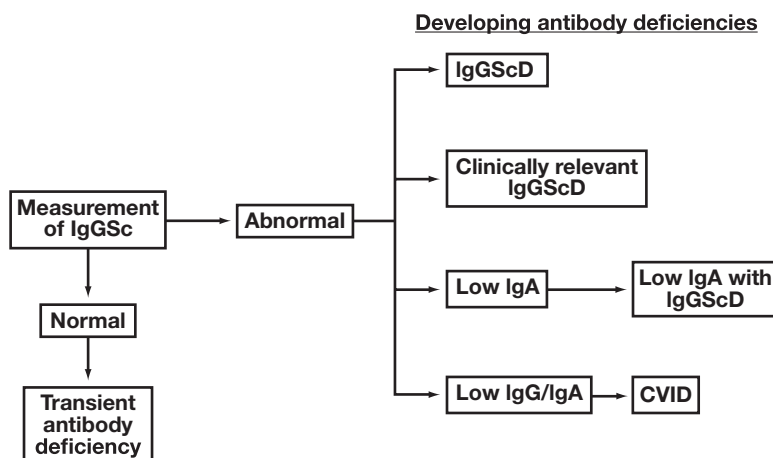 Developing antibody deficiencies
IgGScD
Clinically relevant
IgGScD
Measurement
of IgGSc
Abnormal
Low IgA
Low IgA with
IgGScD
Normal
Low IgG/IgA
CVID
Transient
antibody
deficiency